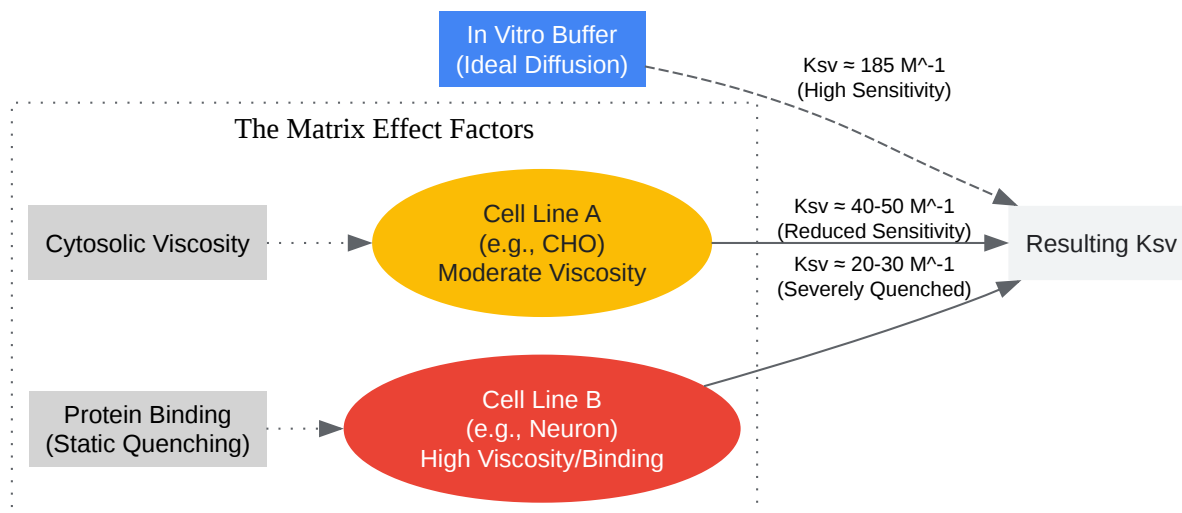 In Vitro Buffer
(Ideal Diffusion)
Ksv ≈ 185 M^-1
(High Sensitivity)
The Matrix Effect Factors
Cytosolic Viscosity
Cell Line A
(e.g., CHO)
Moderate Viscosity
Ksv ≈ 40-50 M^-1
(Reduced Sensitivity)
Resulting Ksv
Ksv ≈ 20-30 M^-1
(Severely Quenched)
Protein Binding
(Static Quenching)
Cell Line B
(e.g., Neuron)
High Viscosity/Binding